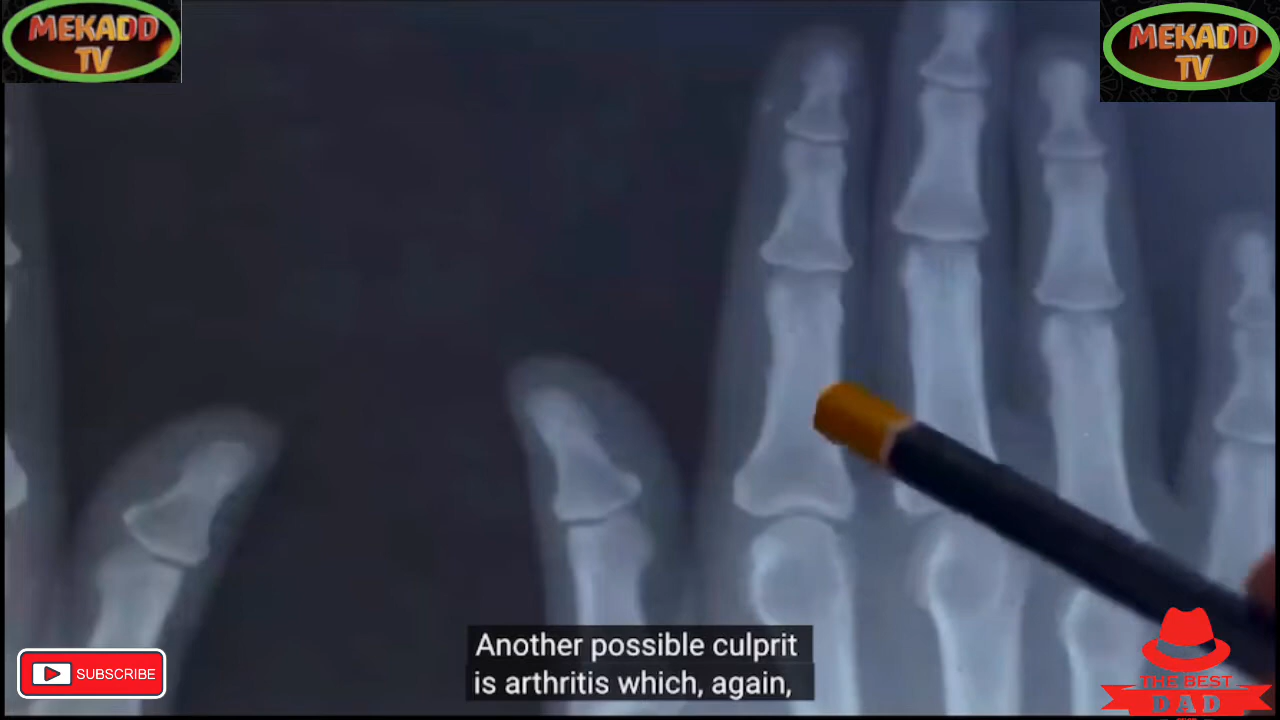 MEKADD
TV
MEKADD
TV
Another possible culprit
is arthritis which, again,
SUBSCRIBE
THE BEST
DAD